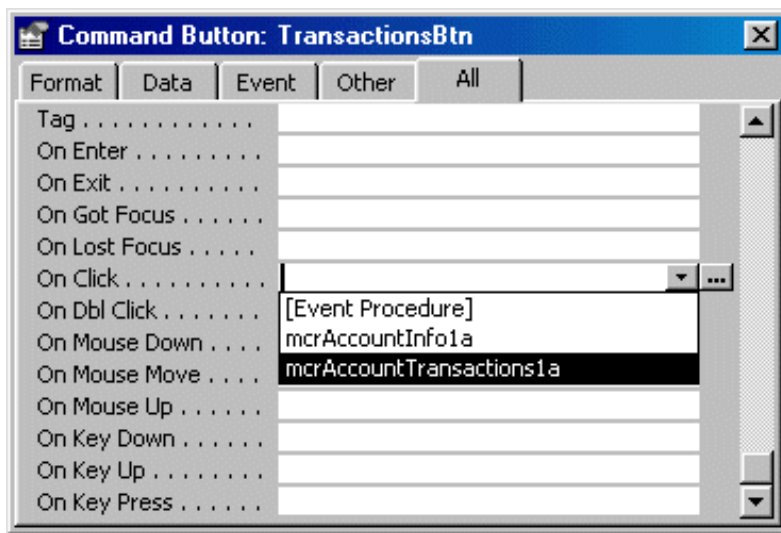 Command Button: TransactionsBtn
Format Data Event Other All
Tag . . . . . . . . . . . .
On Enter . . . . . . . . .
On Exit . . . . . . . . . .
On Got Focus . . . . . .
On Lost Focus . . . . .
On Click . . . . . . . . . . ...
On Dbl Click . . . . . . . [Event Procedure]
On Mouse Down . . . . mcrAccountInfo1a
On Mouse Move . . . . mcrAccountTransactions1a
On Mouse Up . . . . . .
On Key Down . . . . . .
On Key Up . . . . . . . .
On Key Press . . . . . .